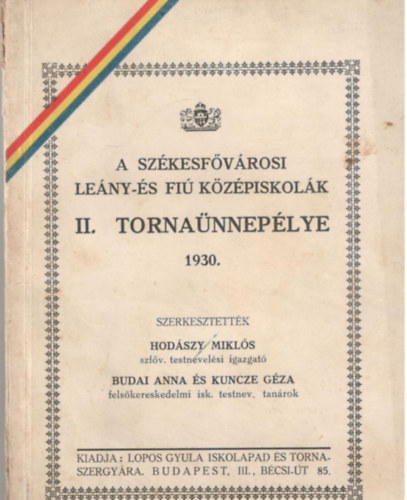 A SZÉKESFŐVÁROSI
LEÁNY-ÉS FIÚ KÖZÉPISKOLÁK
II. TORNAÜNNEPÉLYE
1930.
SZERKESZTETTÉK
HODÁSZY MIKLÓS
szföv. testnevelési igazgató
BUDAI ANNA ÉS KUNCZE GÉZA
felsőkereskedelmi isk. testnev. tanárok
KIADJA: LOPOS GYULA ISKOLAPAD ÉS TORNA-
SZERGYÁRA. BUDAPEST, III., BÉCSI-ÚT 85.